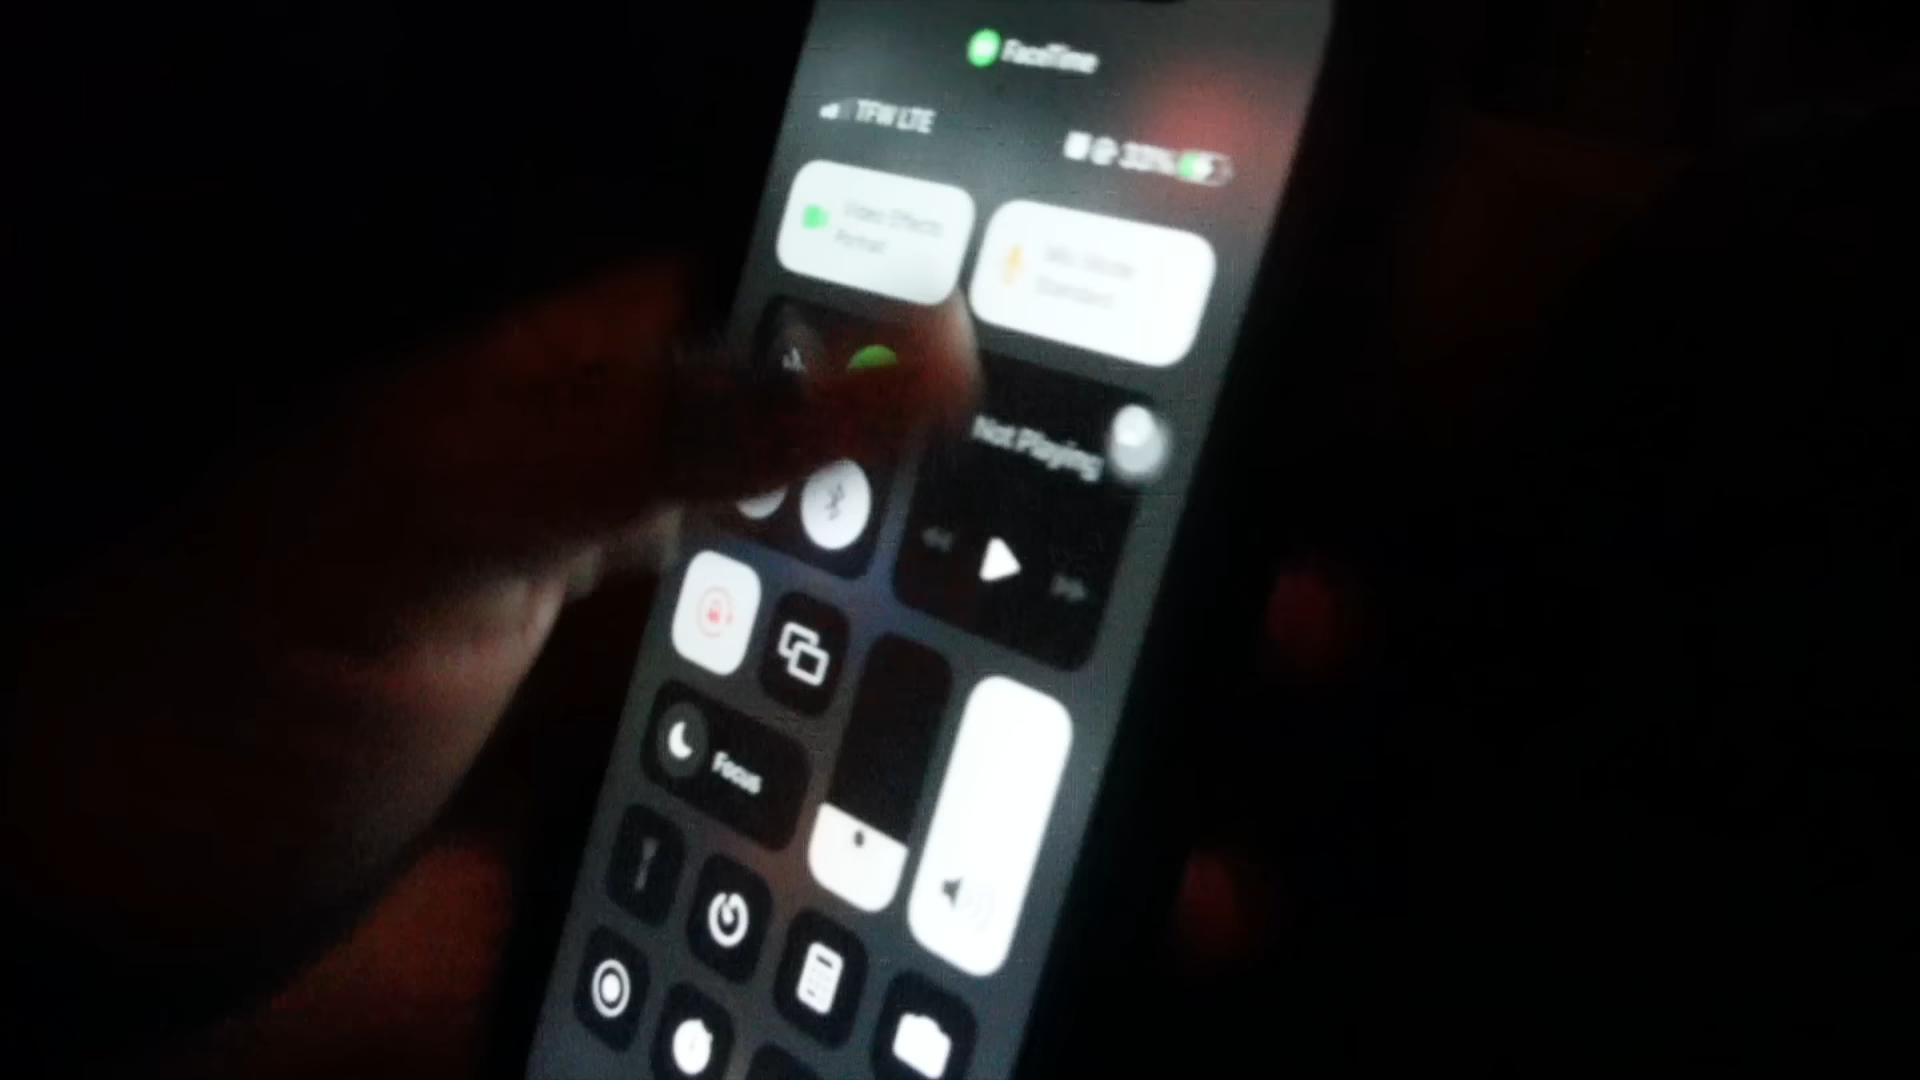 FaceTime
TFW LTE
33%
Video Effects
Portrait
Mic Mode
Standard
Not Playing
Focus